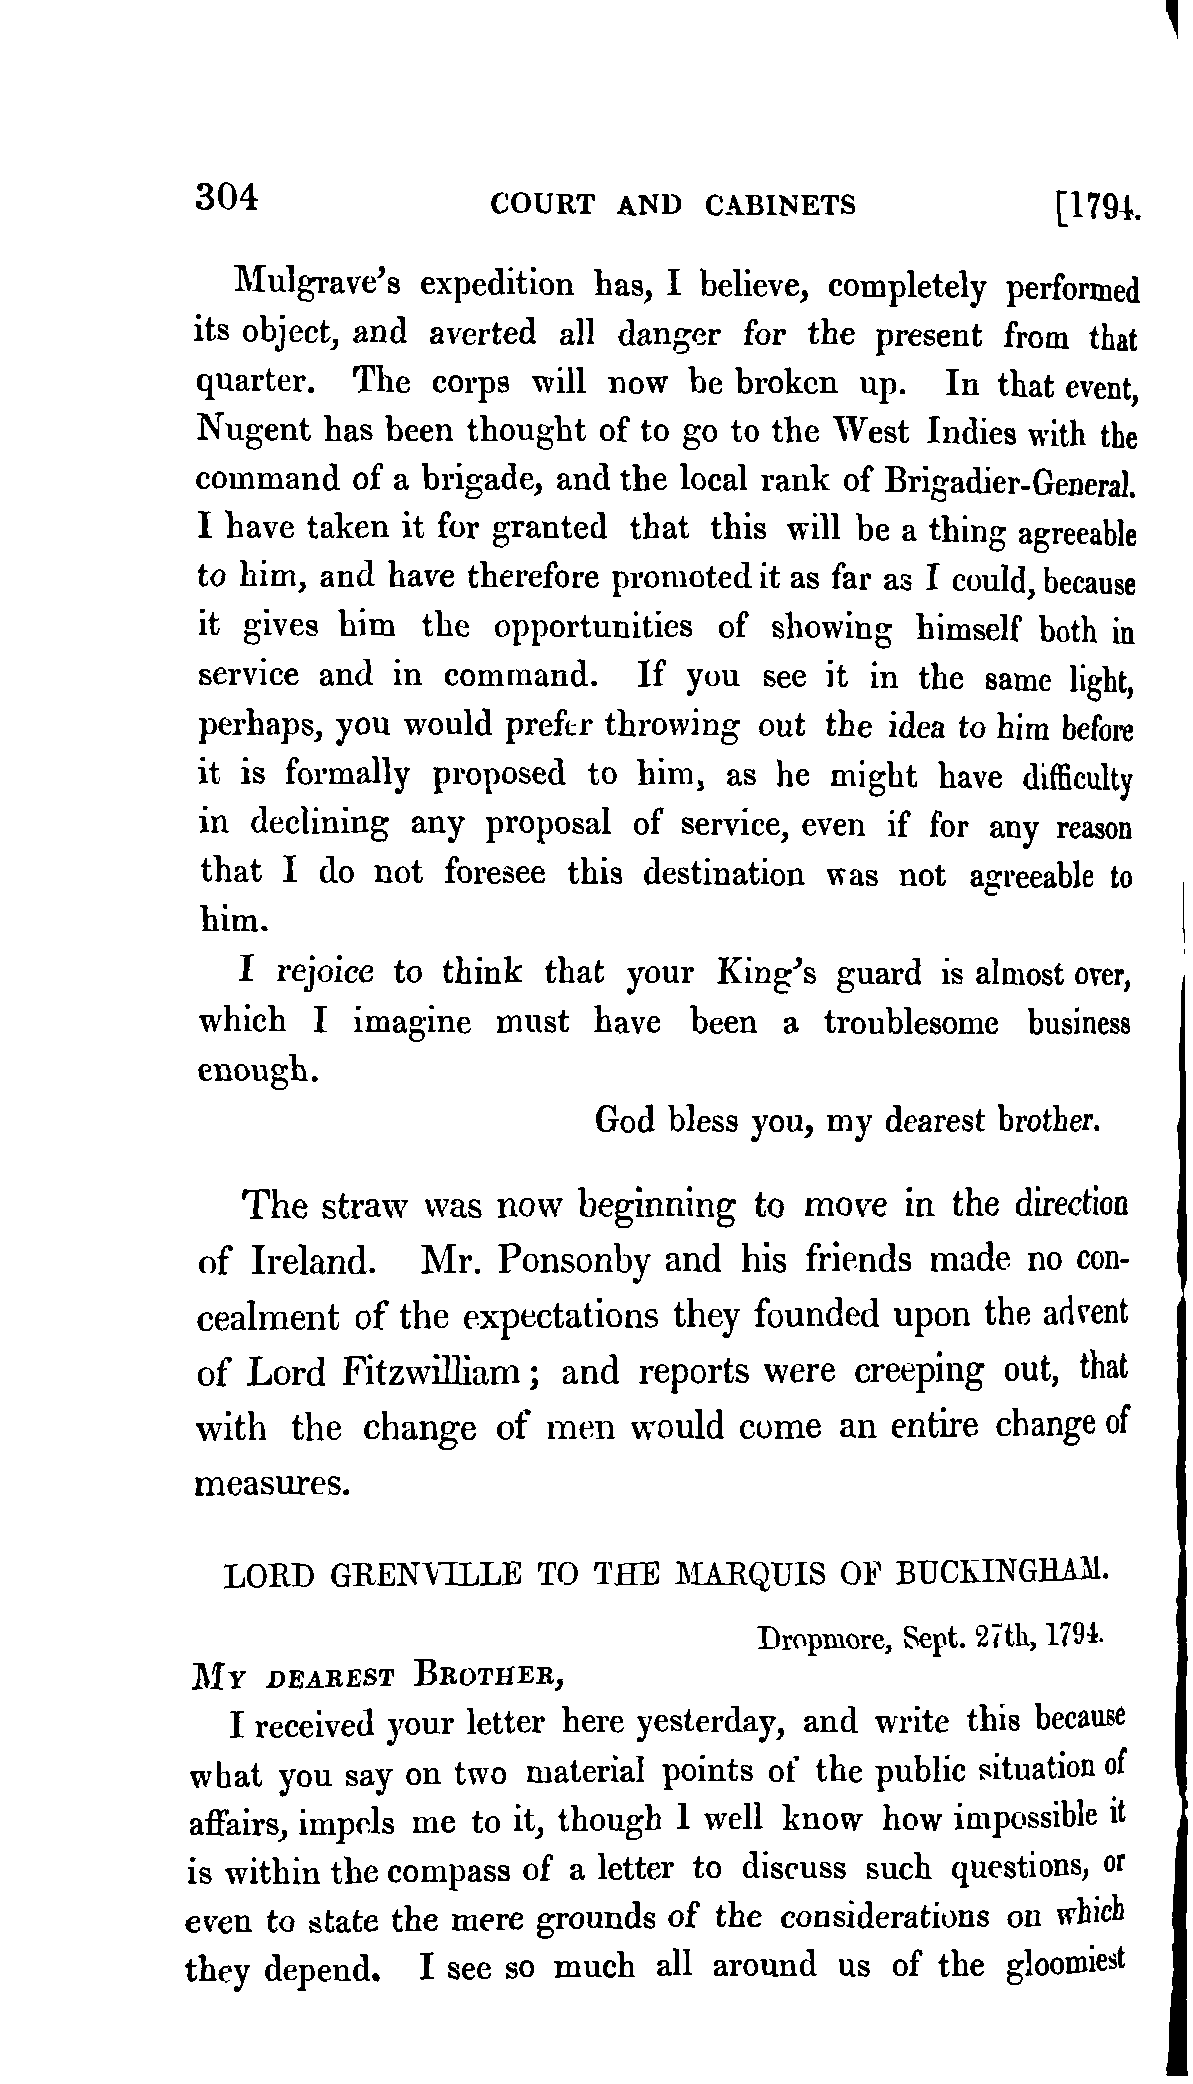 304 COURT AND CABINETS [1794.
Mulgrave's expedition has, I believe, completely performed
its object, and averted all danger for the present from that
quarter. The corps will now be broken up. In that event,
Nugent has been thought of to go to the West Indies with the
command of a brigade, and the local rank of Brigadier-General.
I have taken it for granted that this will be a thing agreeable
to him, and have therefore promoted it as far as I could, because
it gives him the opportunities of showing himself both in
service and in command. If you see it in the same light,
perhaps, you would prefer throwing out the idea to him before
it is formally proposed to him, as he might have difficulty
in declining any proposal of service, even if for any reason
that I do not foresee this destination was not agreeable to
him.
I rejoice to think that your King's guard is almost over,
which I imagine must have been a troublesome business
enough.
God bless you, my dearest brother.
The straw was now beginning to move in the direction
of Ireland. Mr. Ponsonby and his friends made no con-
cealment of the expectations they founded upon the advent
of Lord Fitzwilliam; and reports were creeping out, that
with the change of men would come an entire change of
measures.
LORD GRENVILLE TO THE MARQUIS OF BUCKINGHAM.
Dropmore, Sept. 27th, 1794.
MY DEAREST BROTHER,
I received your letter here yesterday, and write this because
what you say on two material points of the public situation of
affairs, impels me to it, though I well know how impossible it
is within the compass of a letter to discuss such questions, or
even to state the mere grounds of the considerations on which
they depend. I see so much all around us of the gloomiest